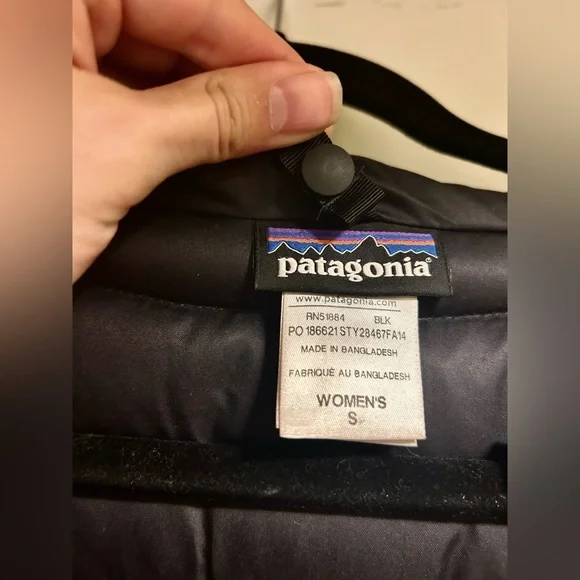 patagonia
www.patagonia.com
RN51884 BLK
PO 186621 STY28467FA14
MADE IN BANGLADESH
FABRIQUÉ AU BANGLADESH
WOMEN'S
S